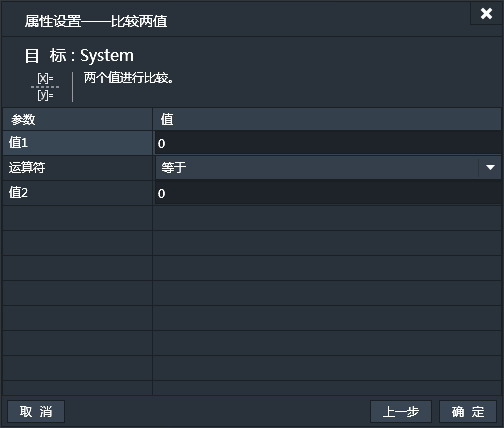 属性设置——比较两值
目 标 : System
[x]=
[y]=
两个值进行比较。
参数 值
值1 0
运算符 等于
值2 0
取 消 上一步 确 定